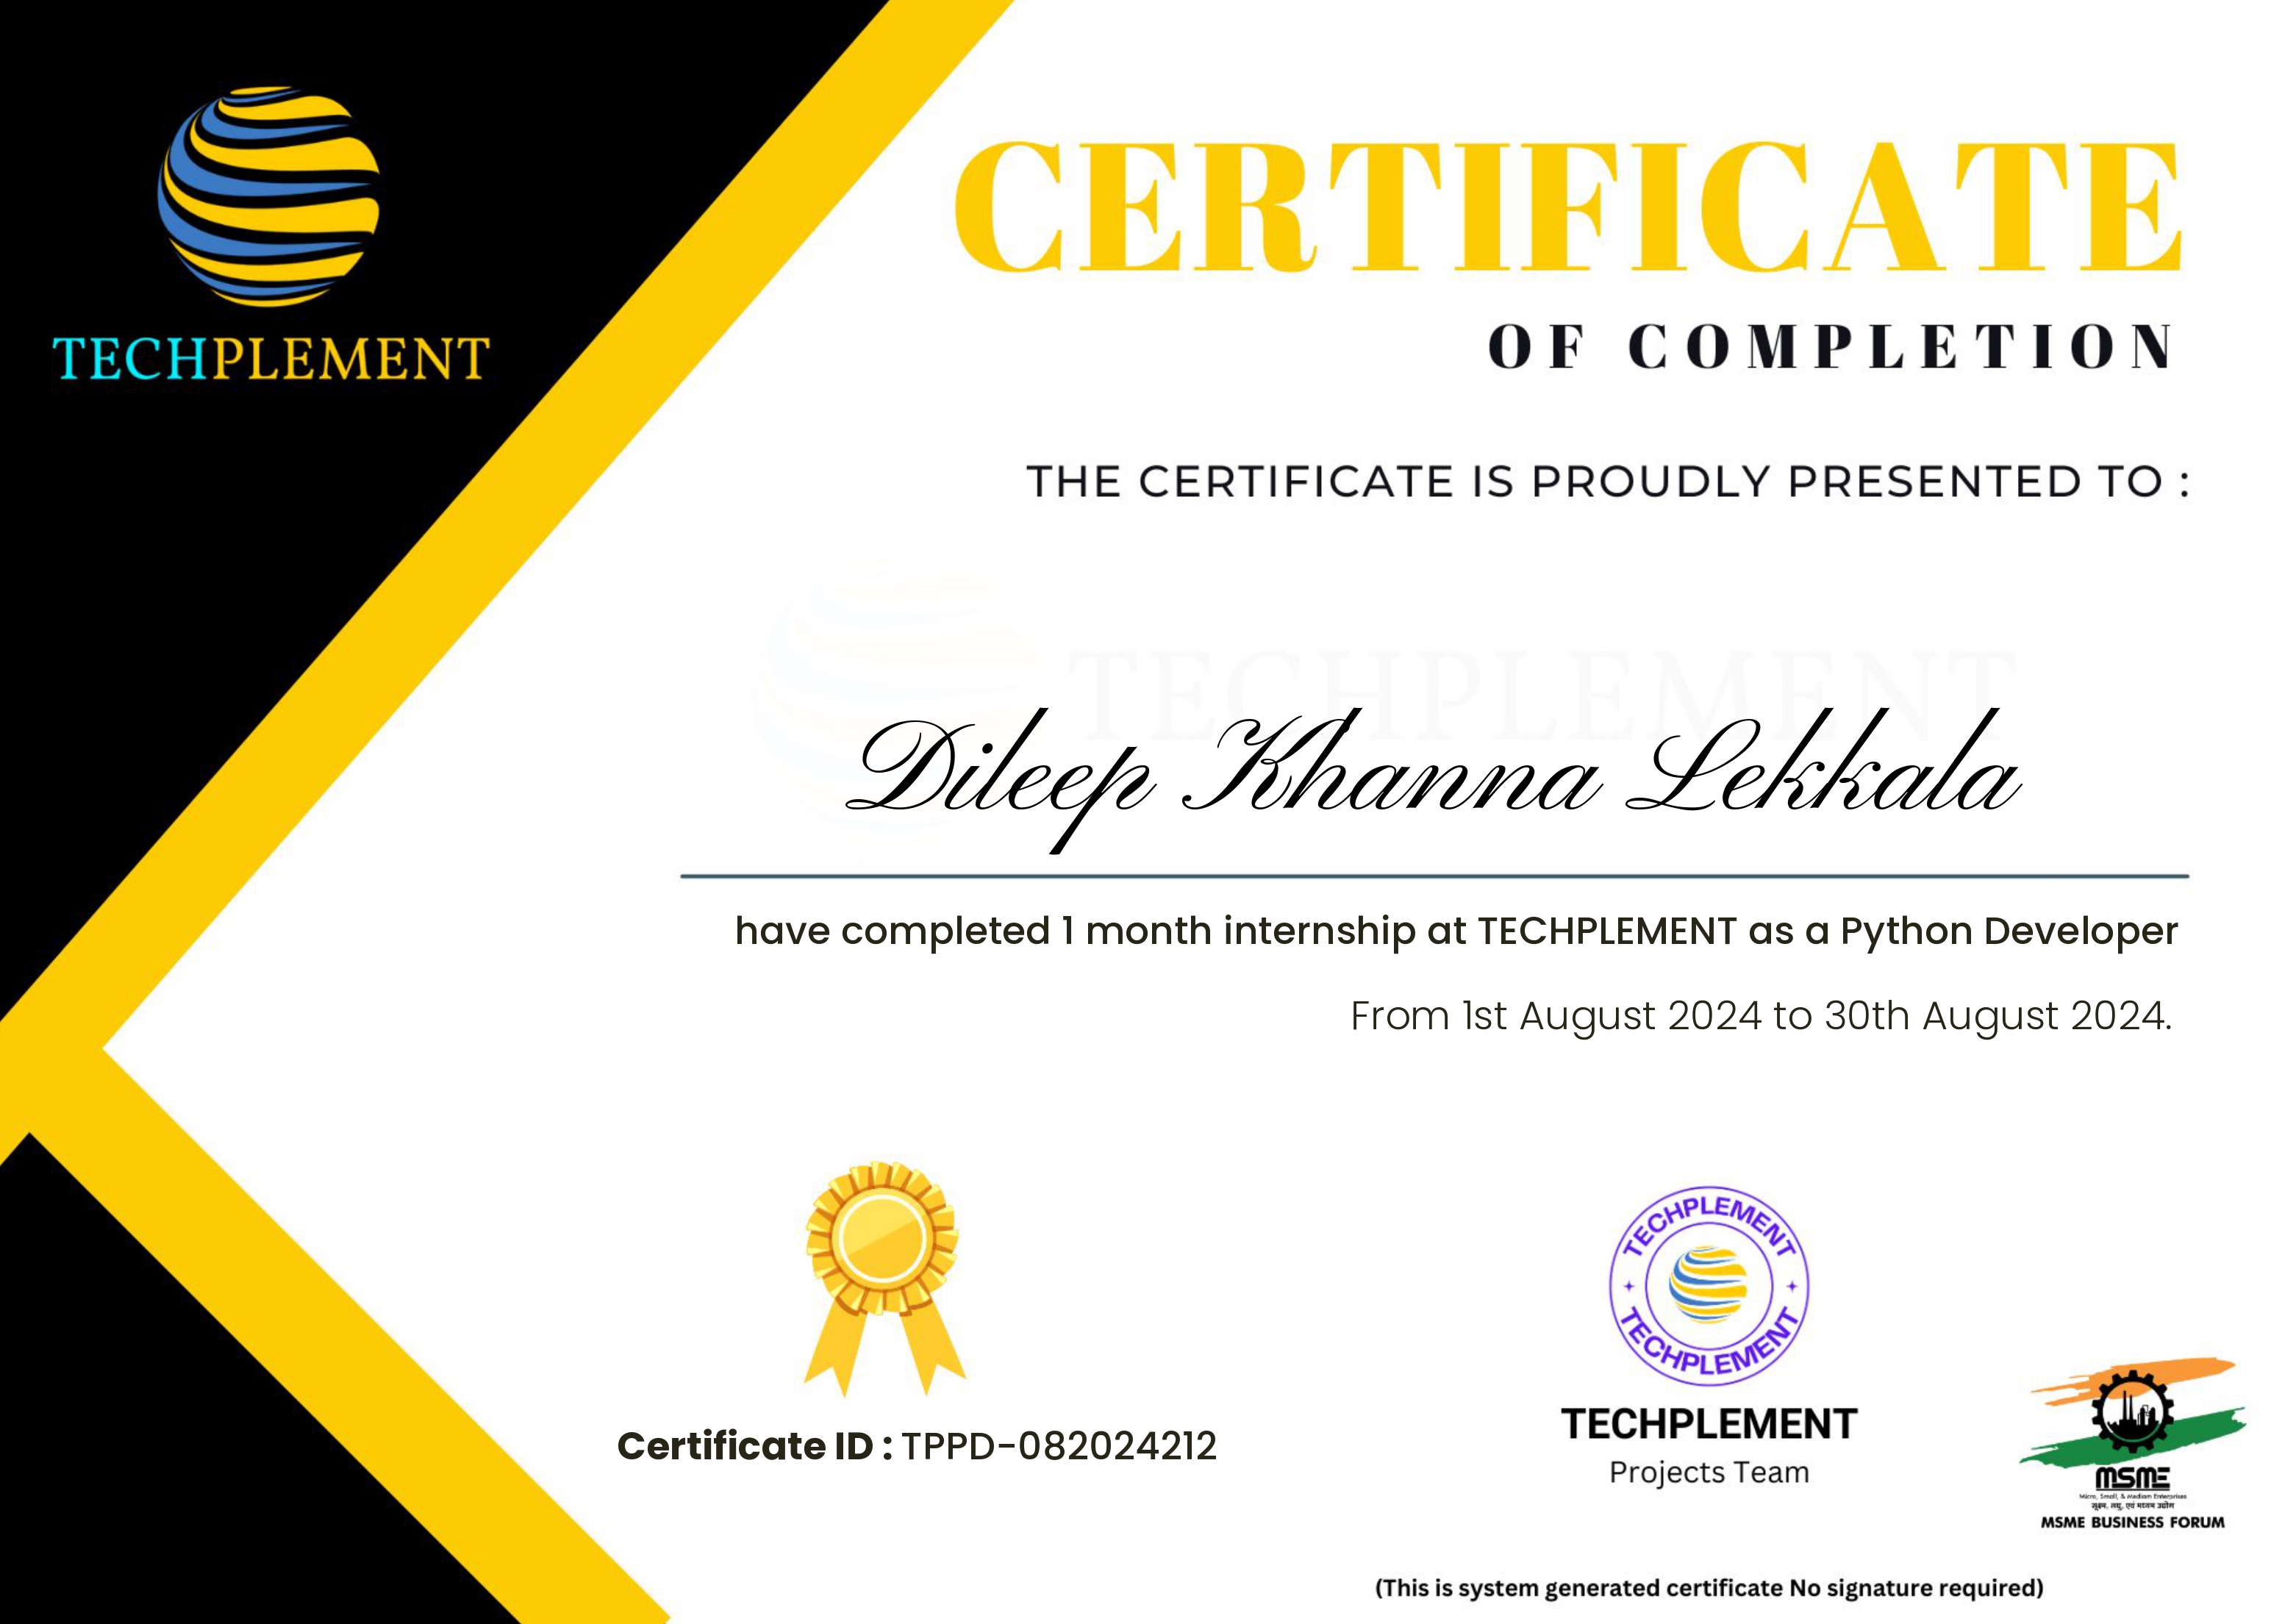 TECHPLEMENT
CERTIFICATE
OF COMPLETION
THE CERTIFICATE IS PROUDLY PRESENTED TO :
TECHPLEMENT
Dileep Khanna Lekkala
have completed 1 month internship at TECHPLEMENT as a Python Developer
From 1st August 2024 to 30th August 2024.
TECHPLEMENT
TECHPLEMENT
Certificate ID : TPPD-082024212
TECHPLEMENT
Projects Team
MSME
Micro, Small, & Medium Enterprises
सूक्ष्म, लघु, एवं मध्यम उद्योग
MSME BUSINESS FORUM
(This is system generated certificate No signature required)